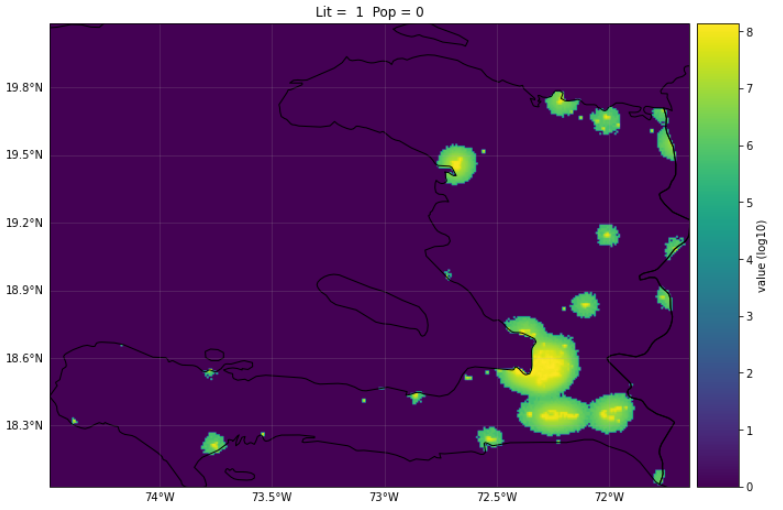 Lit =  1  Pop = 0
19.8°N
19.5°N
19.2°N
18.9°N
18.6°N
18.3°N
74°W
73.5°W
73°W
72.5°W
72°W
8
7
6
5
4
3
2
1
0
value (log10)